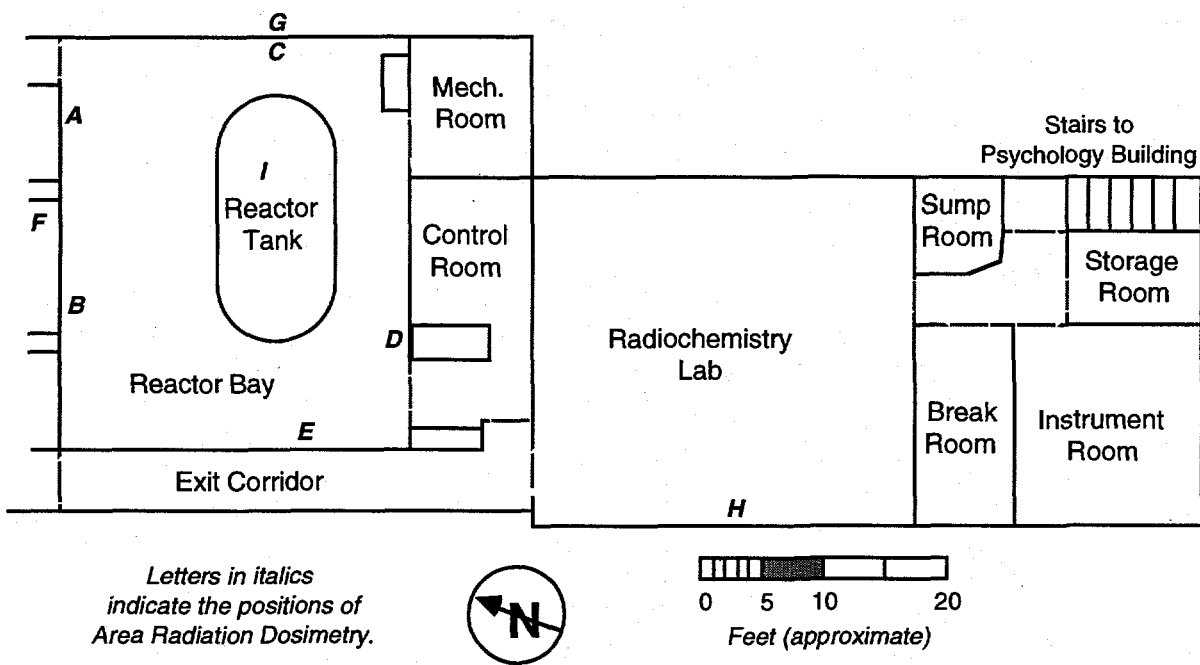 G
C
Mech.
Room
A
Stairs to
Psychology Building
I
Reactor
Tank
F
Control
Room
Sump
Room
Storage
Room
B
D
Radiochemistry
Lab
Reactor Bay
E
Break
Room
Instrument
Room
Exit Corridor
H
Letters in italics
indicate the positions of
Area Radiation Dosimetry.
N
0 5 10 20
Feet (approximate)